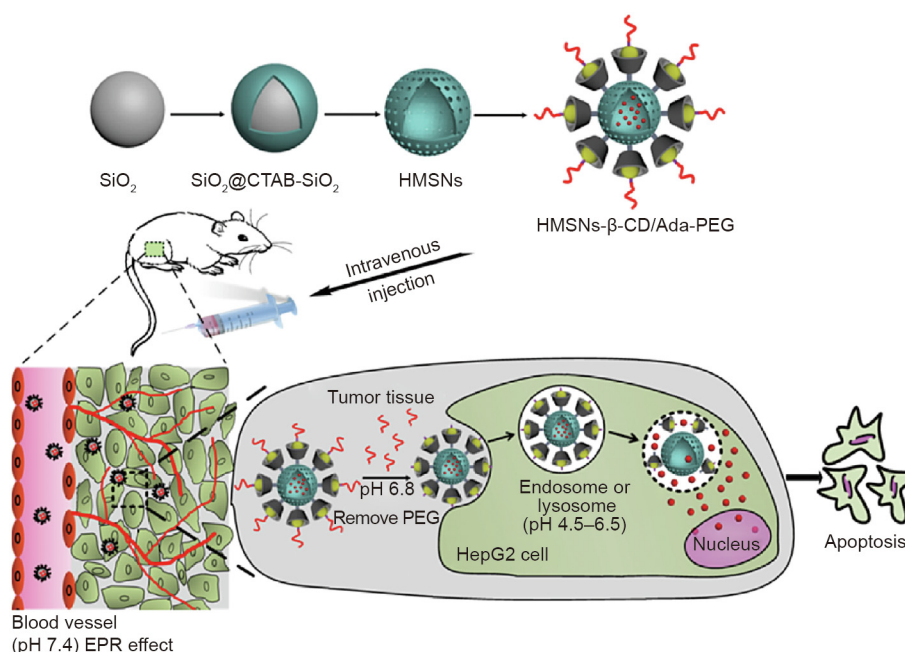 SiO₂
SiO₂@CTAB-SiO₂
HMSNs
HMSNs-β-CD/Ada-PEG
Intravenous
injection
Tumor tissue
pH 6.8
Remove PEG
Endosome or
lysosome
(pH 4.5–6.5)
HepG2 cell
Nucleus
Apoptosis
Blood vessel
(pH 7.4) EPR effect